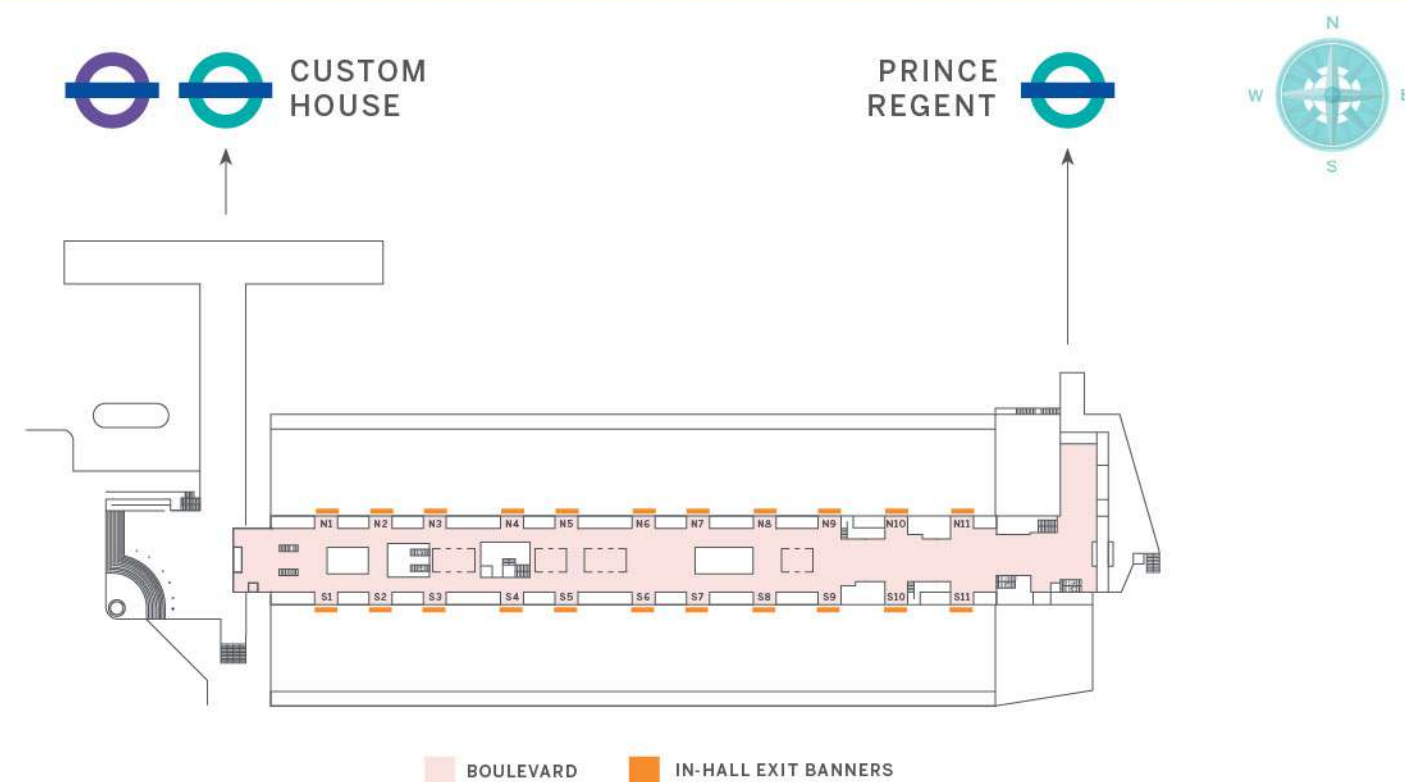 CUSTOM
HOUSE
PRINCE
REGENT
N
W
E
S
N1 N2 N3 N4 N5 N6 N7 N8 N9 N10 N11
S1 S2 S3 S4 S5 S6 S7 S8 S9 S10 S11
BOULEVARD
IN-HALL EXIT BANNERS